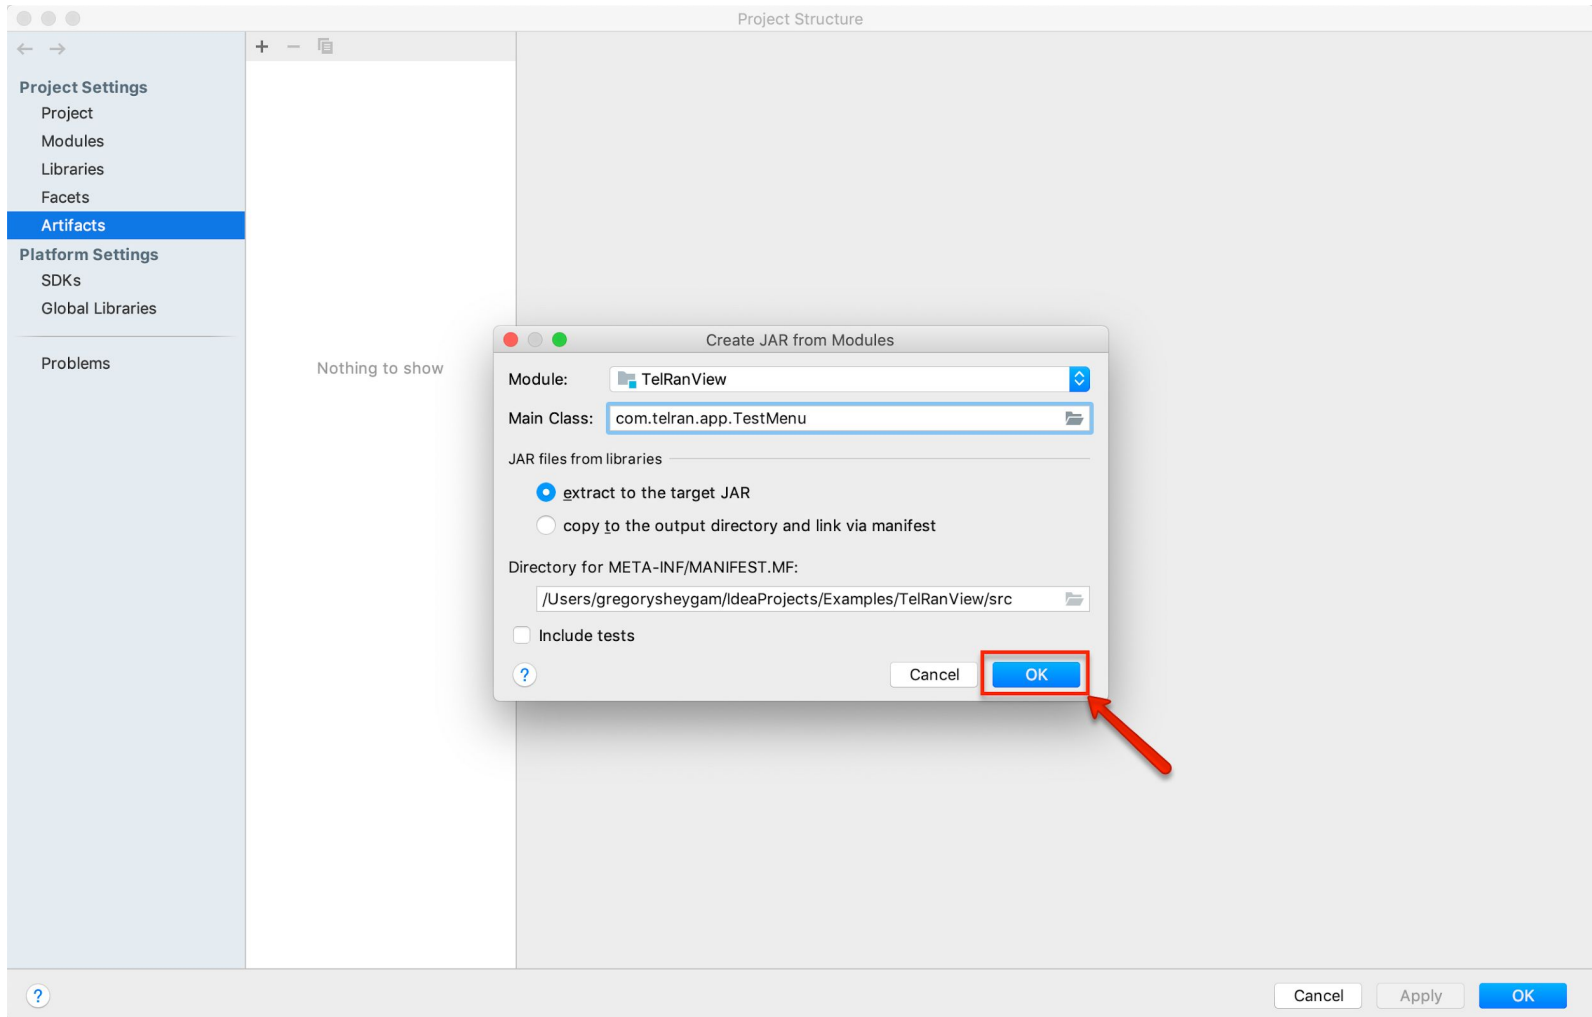 Project Structure
Project Settings
Project
Modules
Libraries
Facets
Artifacts
Platform Settings
SDKs
Global Libraries
Problems
Nothing to show
Create JAR from Modules
Module: TelRanView
Main Class: com.telran.app.TestMenu
JAR files from libraries
extract to the target JAR
copy to the output directory and link via manifest
Directory for META-INF/MANIFEST.MF:
/Users/gregorysheygam/IdeaProjects/Examples/TelRanView/src
Include tests
? Cancel OK
? Cancel Apply OK